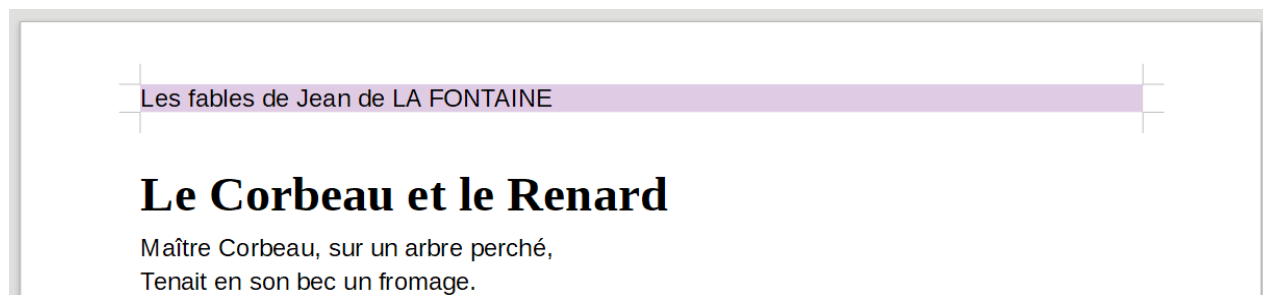 Les fables de Jean de LA FONTAINE
Le Corbeau et le Renard
Maître Corbeau, sur un arbre perché,
Tenait en son bec un fromage.